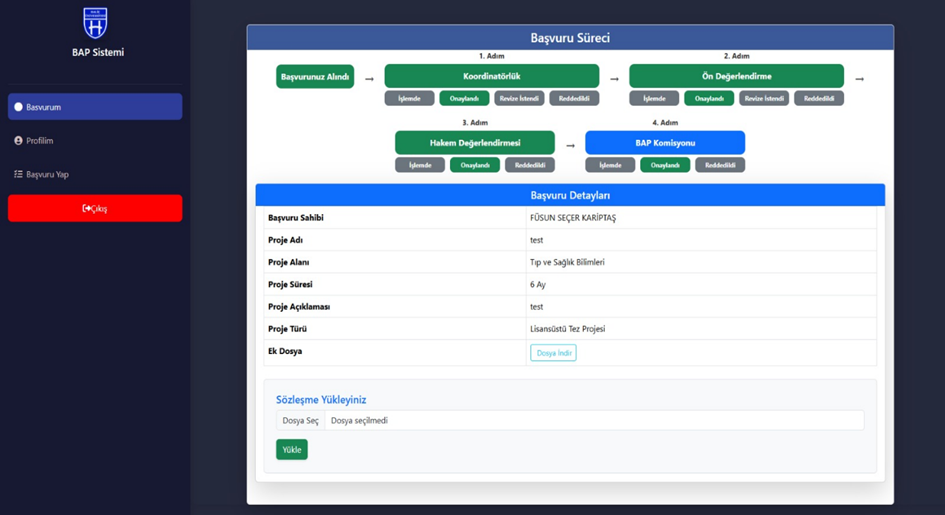 BAP Sistemi
Basvurum
Profilim
Başvuru Yap
Çıkış
Başvuru Süreci
1. Adım
2. Adım
Başvurunuz Alındı → Koordinatörlük → Ön Değerlendirme →
İşlemde Onaylandı Revize İstendi Reddedildi İşlemde Onaylandı Revize İstendi Reddedildi
3. Adım
4. Adım
Hakem Değerlendirmesi → BAP Komisyonu
İşlemde Onaylandı Reddedildi İşlemde Onaylandı Reddedildi
Başvuru Detayları
Başvuru Sahibi FÜSUN SEÇER KARİPTAŞ
Proje Adı test
Proje Alanı Tıp ve Sağlık Bilimleri
Proje Süresi 6 Ay
Proje Açıklaması test
Proje Türü Lisansüstü Tez Projesi
Ek Dosya Dosya İndir
Sözleşme Yükleyiniz
Dosya Seç Dosya seçilmedi
Yükle